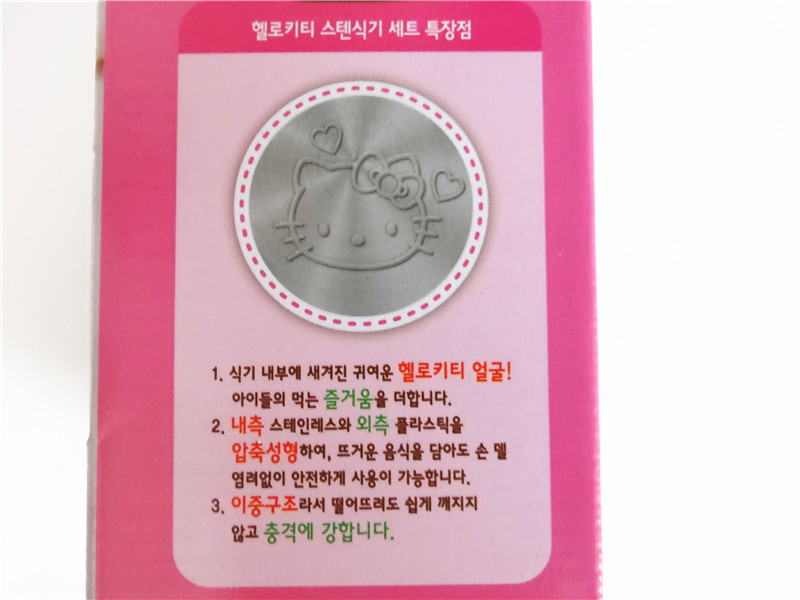 헬로키티 스텐식기 세트 특장점
1. 식기 내부에 새겨진 귀여운 헬로키티 얼굴!
아이들의 먹는 즐거움을 더합니다.
2. 내측 스테인레스와 외측 플라스틱을
압축성형하여, 뜨거운 음식을 담아도 손 델
염려없이 안전하게 사용이 가능합니다.
3. 이중구조라서 떨어뜨려도 쉽게 깨지지
않고 충격에 강합니다.